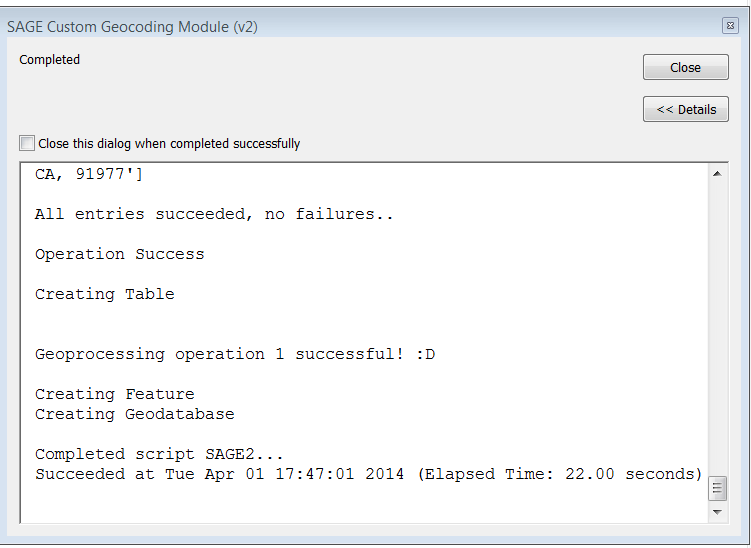 SAGE Custom Geocoding Module (v2)
Completed
Close
<< Details
Close this dialog when completed successfully
CA, 91977']
All entries succeeded, no failures..
Operation Success
Creating Table
Geoprocessing operation 1 successful! :D
Creating Feature
Creating Geodatabase
Completed script SAGE2...
Succeeded at Tue Apr 01 17:47:01 2014 (Elapsed Time: 22.00 seconds)